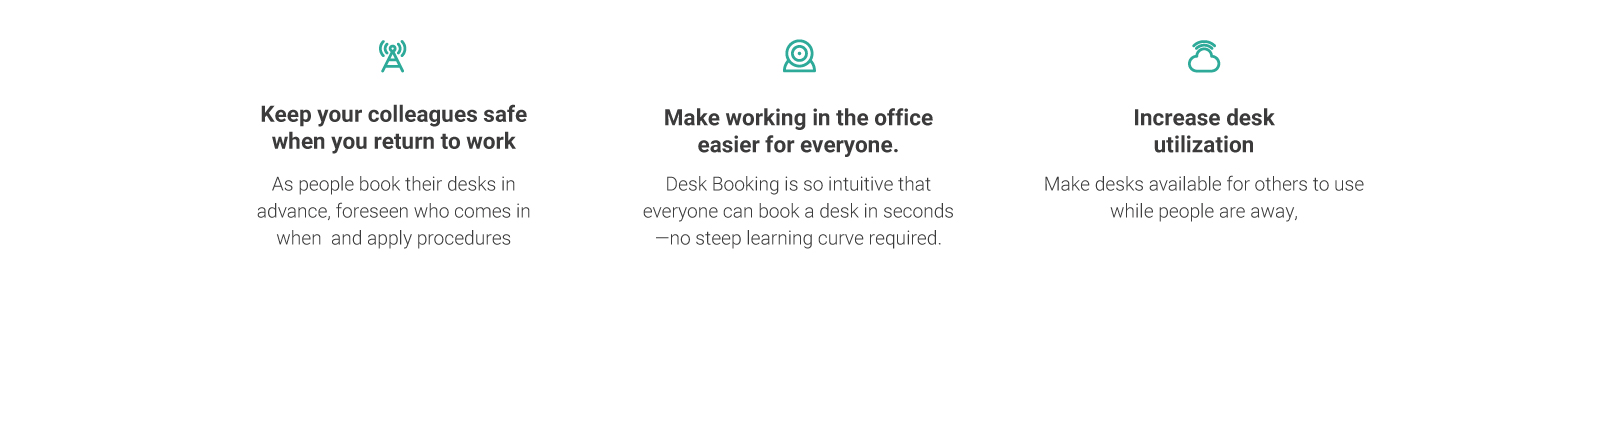 Keep your colleagues safe
when you return to work
As people book their desks in
advance, foreseen who comes in
when  and apply procedures
Make working in the office
easier for everyone.
Desk Booking is so intuitive that
everyone can book a desk in seconds
—no steep learning curve required.
Increase desk
utilization
Make desks available for others to use
while people are away,